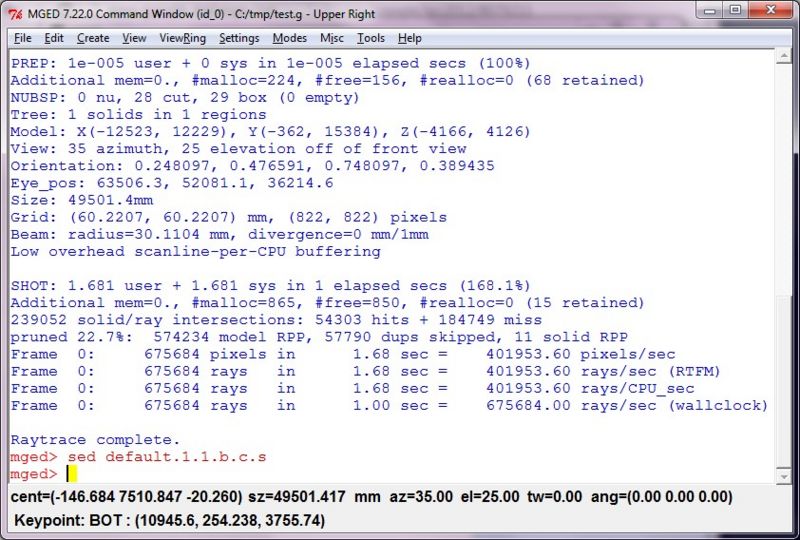 MGED 7.22.0 Command Window (id_0) - C:/tmp/test.g - Upper Right
File Edit Create View ViewRing Settings Modes Misc Tools Help
PREP: 1e-005 user + 0 sys in 1e-005 elapsed secs (100%)
Additional mem=0., #malloc=224, #free=156, #realloc=0 (68 retained)
NUBSP: 0 nu, 28 cut, 29 box (0 empty)
Tree: 1 solids in 1 regions
Model: X(-12523, 12229), Y(-362, 15384), Z(-4166, 4126)
View: 35 azimuth, 25 elevation off of front view
Orientation: 0.248097, 0.476591, 0.748097, 0.389435
Eye_pos: 63506.3, 52081.1, 36214.6
Size: 49501.4mm
Grid: (60.2207, 60.2207) mm, (822, 822) pixels
Beam: radius=30.1104 mm, divergence=0 mm/1mm
Low overhead scanline-per-CPU buffering
SHOT: 1.681 user + 1.681 sys in 1 elapsed secs (168.1%)
Additional mem=0., #malloc=865, #free=850, #realloc=0 (15 retained)
239052 solid/ray intersections: 54303 hits + 184749 miss
pruned 22.7%:  574234 model RPP, 57790 dups skipped, 11 solid RPP
Frame  0:     675684 pixels in      1.68 sec =    401953.60 pixels/sec
Frame  0:     675684 rays   in      1.68 sec =    401953.60 rays/sec (RTFM)
Frame  0:     675684 rays   in      1.68 sec =    401953.60 rays/CPU_sec
Frame  0:     675684 rays   in      1.00 sec =    675684.00 rays/sec (wallclock)
Raytrace complete.
mged> sed default.1.1.b.c.s
mged>
cent=(-146.684 7510.847 -20.260) sz=49501.417  mm  az=35.00  el=25.00  tw=0.00  ang=(0.00 0.00 0.00)
Keypoint: BOT : (10945.6, 254.238, 3755.74)